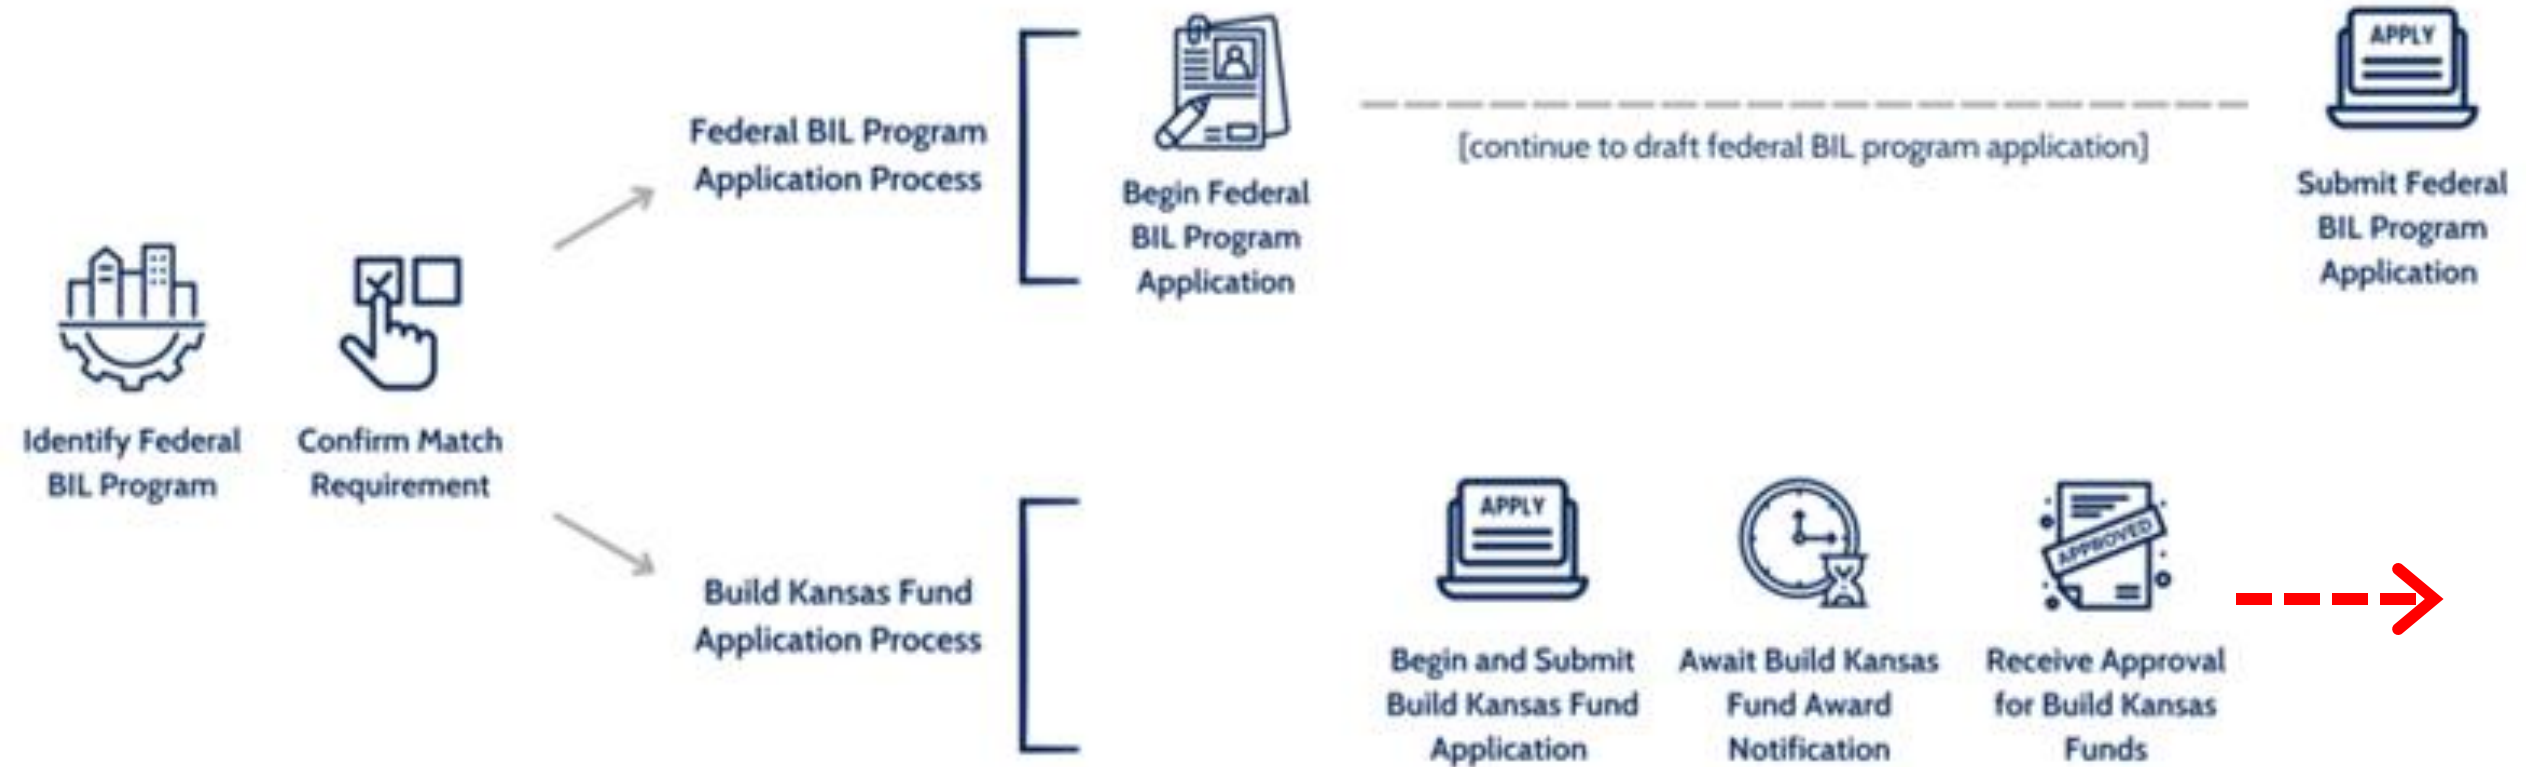 Identify Federal
BIL Program
Confirm Match
Requirement
Federal BIL Program
Application Process
Begin Federal
BIL Program
Application
[continue to draft federal BIL program application]
APPLY
Submit Federal
BIL Program
Application
Build Kansas Fund
Application Process
APPLY
Begin and Submit
Build Kansas Fund
Application
Await Build Kansas
Fund Award
Notification
APPROVED
Receive Approval
for Build Kansas
Funds